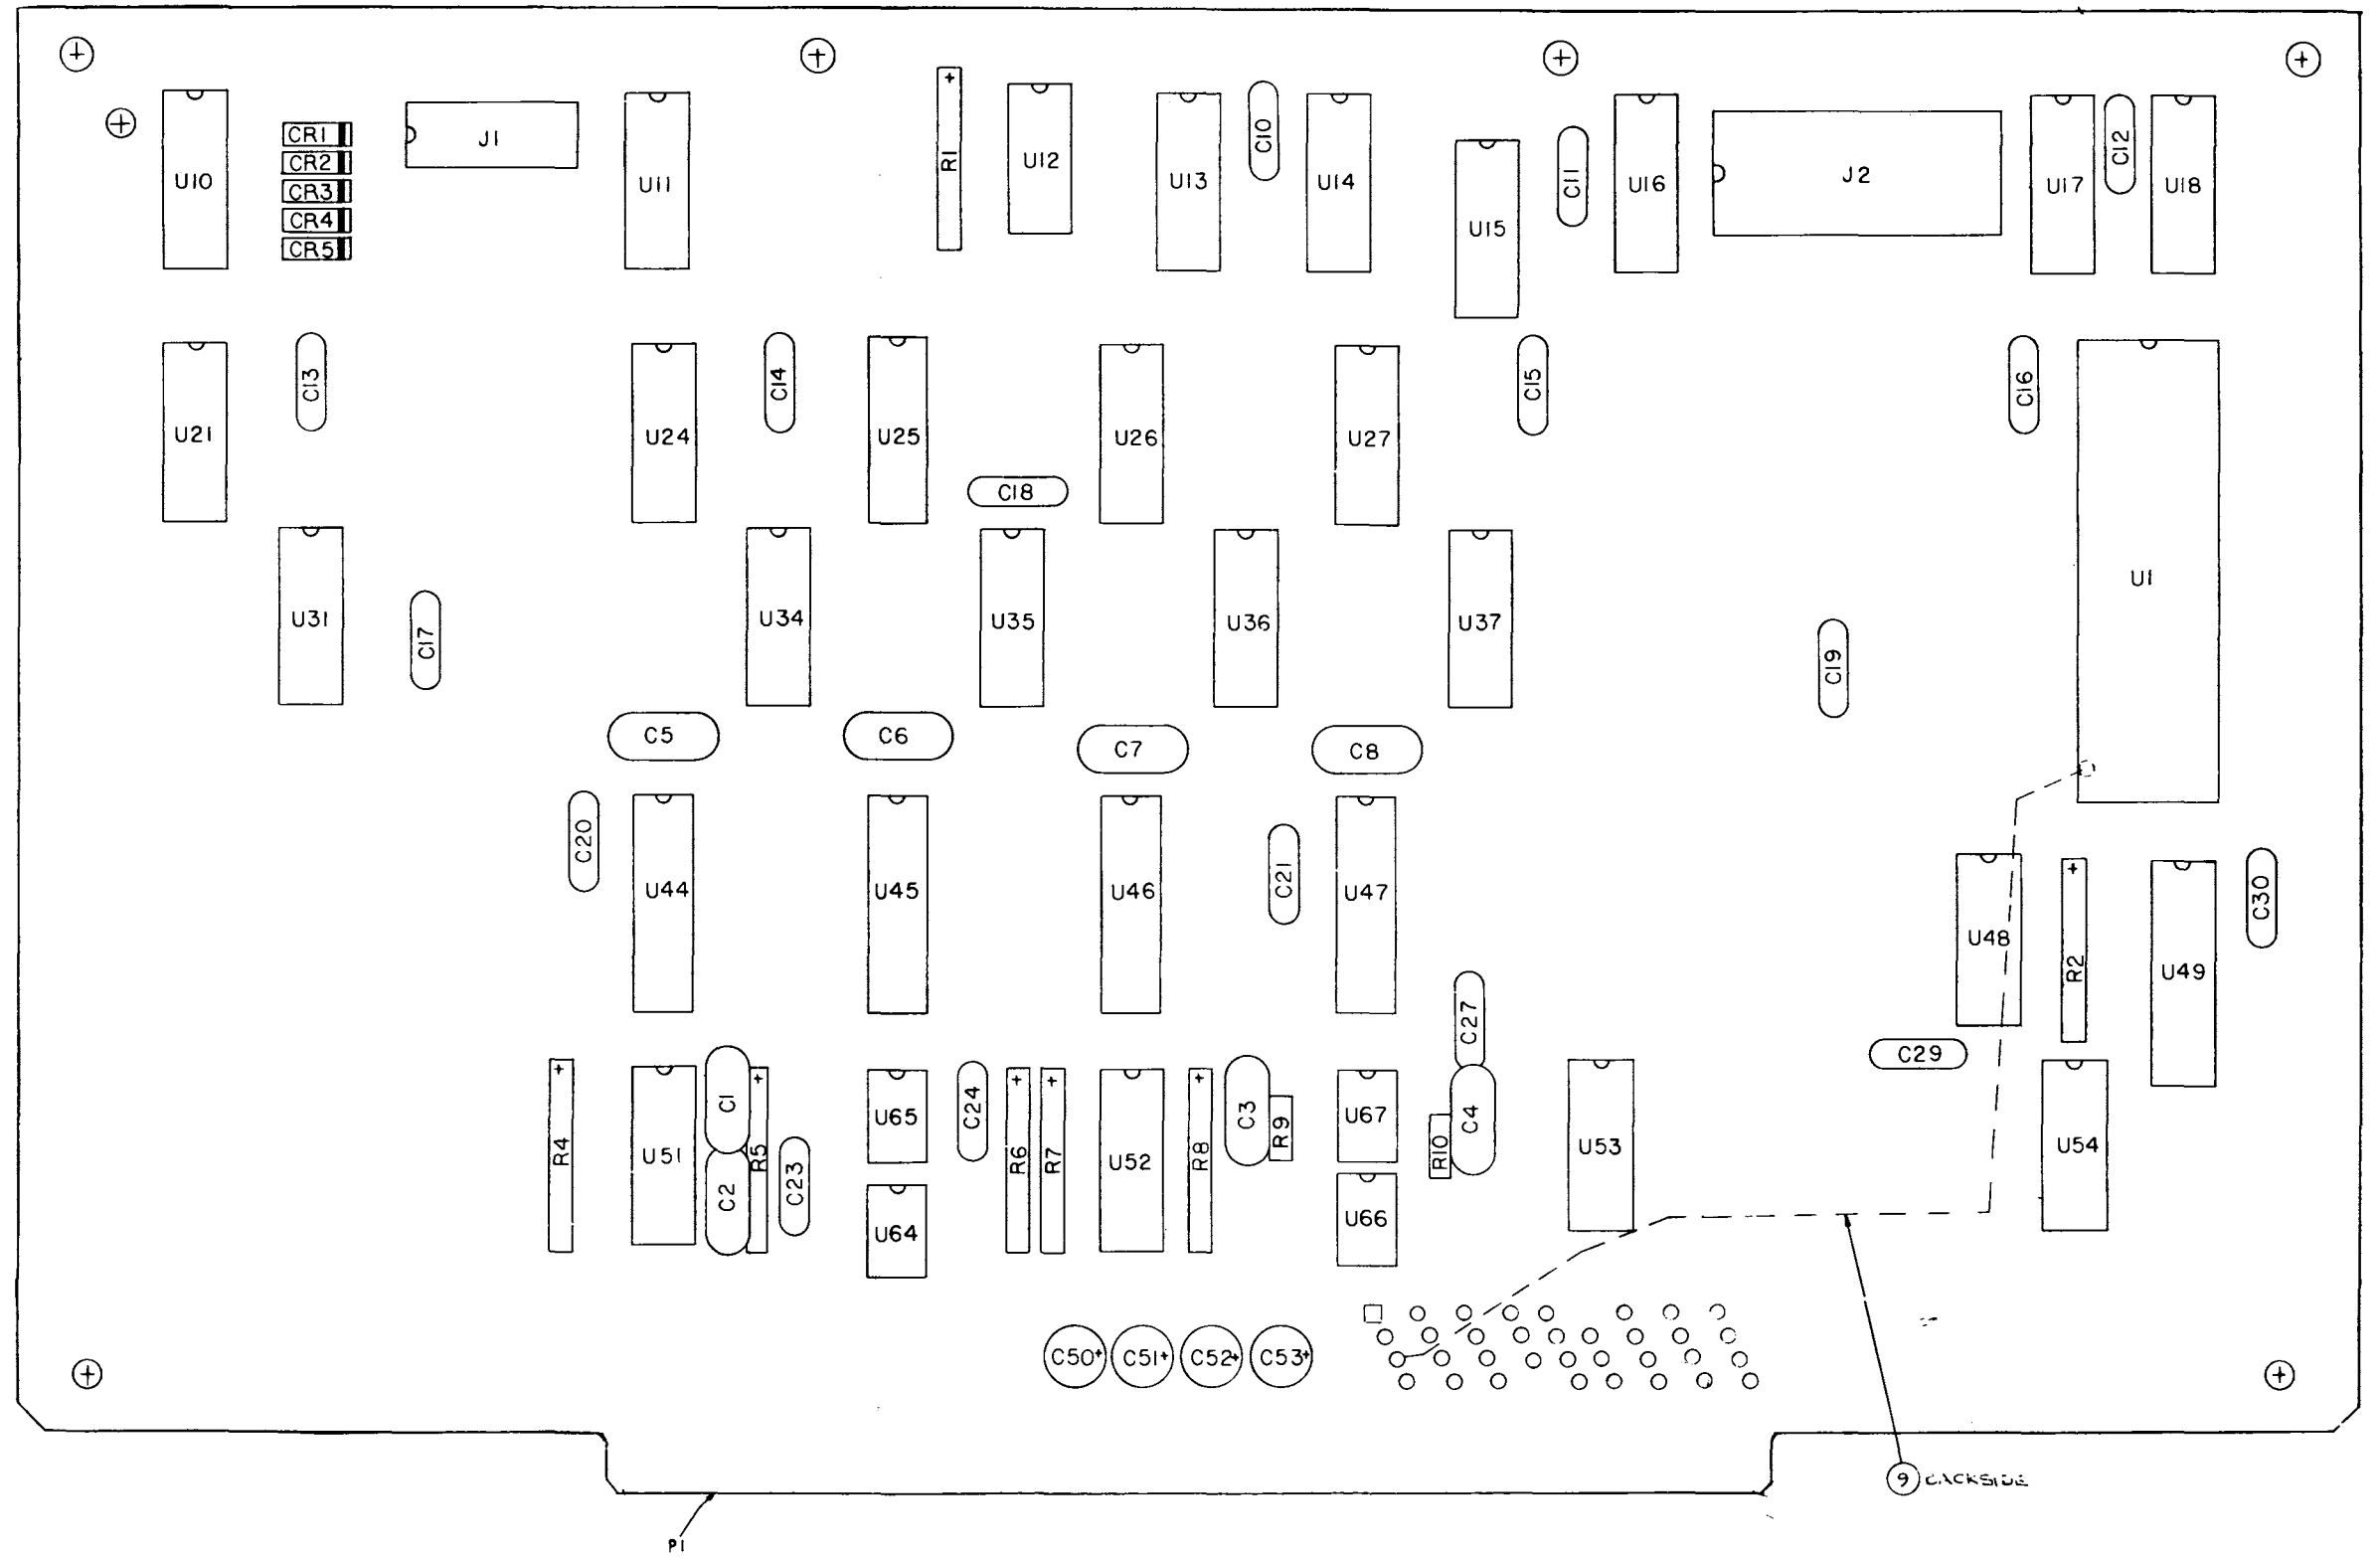 CR1
CR2
CR3
CR4
CR5
U10
J1
U11
R1
+
U12
U13
C10
U14
U15
C11
U16
J2
U17
C12
U18
U21
C13
U24
C14
U25
C18
U26
U27
C15
C16
U1
U31
C17
U34
U35
U36
U37
C19
C5
C6
C7
C8
C20
U44
U45
U46
C21
U47
U48
+
R2
U49
C30
C27
C29
+
R4
U51
C1
C2
+
R5
C23
U65
U64
C24
+
R6
+
R7
U52
+
R8
C3
R9
U67
U66
R10
C4
U53
U54
C50+
C51+
C52+
C53+
9 BACKSIDE
P1